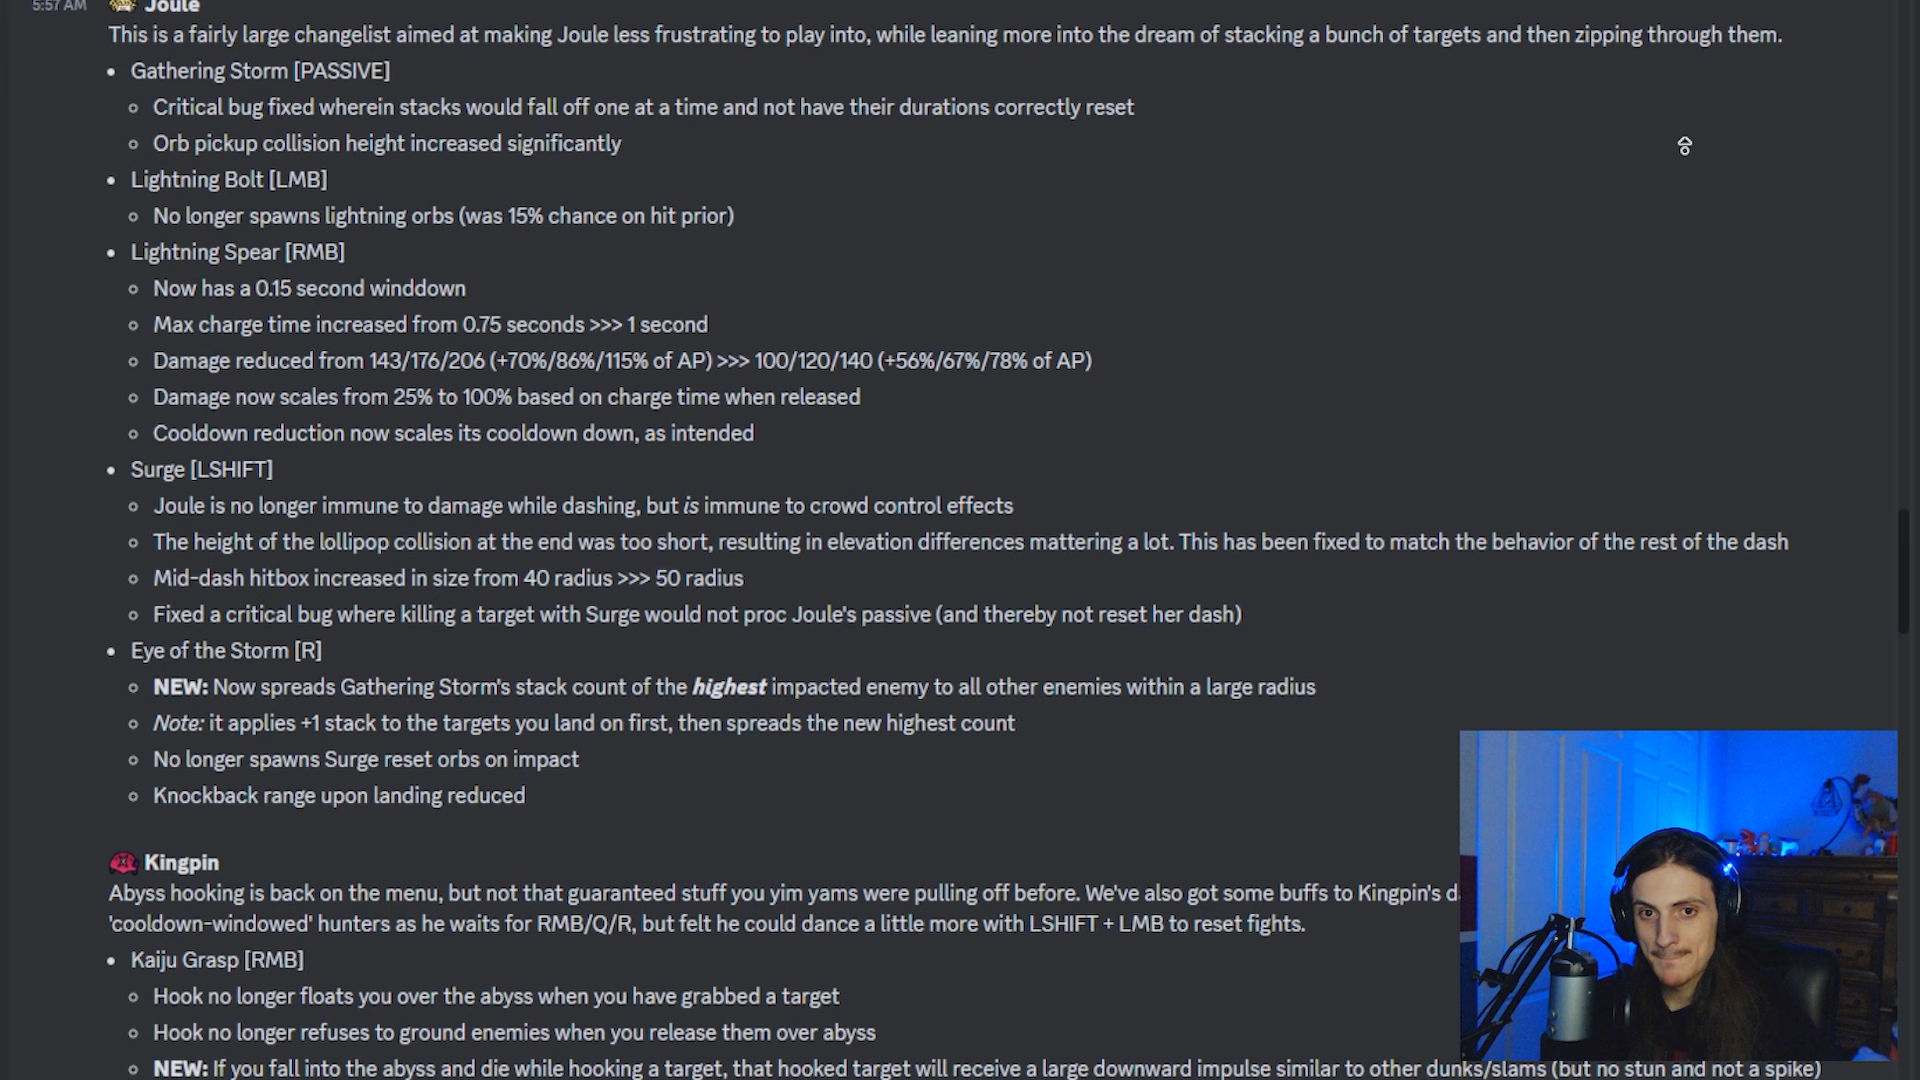 5:57 AM Joule
This is a fairly large changelist aimed at making Joule less frustrating to play into, while leaning more into the dream of stacking a bunch of targets and then zipping through them.
• Gathering Storm [PASSIVE]
◦ Critical bug fixed wherein stacks would fall off one at a time and not have their durations correctly reset
◦ Orb pickup collision height increased significantly
• Lightning Bolt [LMB]
◦ No longer spawns lightning orbs (was 15% chance on hit prior)
• Lightning Spear [RMB]
◦ Now has a 0.15 second winddown
◦ Max charge time increased from 0.75 seconds >>> 1 second
◦ Damage reduced from 143/176/206 (+70%/86%/115% of AP) >>> 100/120/140 (+56%/67%/78% of AP)
◦ Damage now scales from 25% to 100% based on charge time when released
◦ Cooldown reduction now scales its cooldown down, as intended
• Surge [LSHIFT]
◦ Joule is no longer immune to damage while dashing, but is immune to crowd control effects
◦ The height of the lollipop collision at the end was too short, resulting in elevation differences mattering a lot. This has been fixed to match the behavior of the rest of the dash
◦ Mid-dash hitbox increased in size from 40 radius >>> 50 radius
◦ Fixed a critical bug where killing a target with Surge would not proc Joule's passive (and thereby not reset her dash)
• Eye of the Storm [R]
◦ NEW: Now spreads Gathering Storm's stack count of the highest impacted enemy to all other enemies within a large radius
◦ Note: it applies +1 stack to the targets you land on first, then spreads the new highest count
◦ No longer spawns Surge reset orbs on impact
◦ Knockback range upon landing reduced
Kingpin
Abyss hooking is back on the menu, but not that guaranteed stuff you yim yams were pulling off before. We've also got some buffs to Kingpin's
'cooldown-windowed' hunters as he waits for RMB/Q/R, but felt he could dance a little more with LSHIFT + LMB to reset fights.
• Kaiju Grasp [RMB]
◦ Hook no longer floats you over the abyss when you have grabbed a target
◦ Hook no longer refuses to ground enemies when you release them over abyss
◦ NEW: If you fall into the abyss and die while hooking a target, that hooked target will receive a large downward impulse similar to other dunks/slams (but no stun and not a spike)